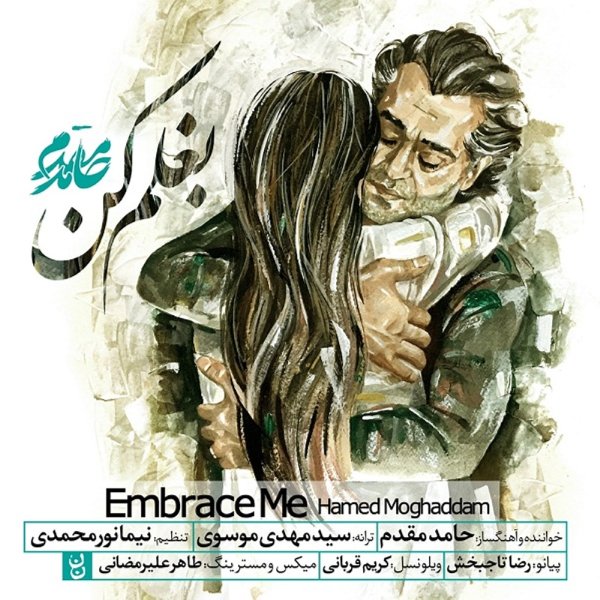 بغلم کن
حامد مقدم
Embrace Me Hamed Moghaddam
خواننده و آهنگساز: حامد مقدم ترانه: سید مهدی موسوی تنظیم: نیما نورمحمدی
پیانو: رضا تاجبخش ویلونسل: کریم قربانی میکس و مسترینگ: طاهر علیرمضانی